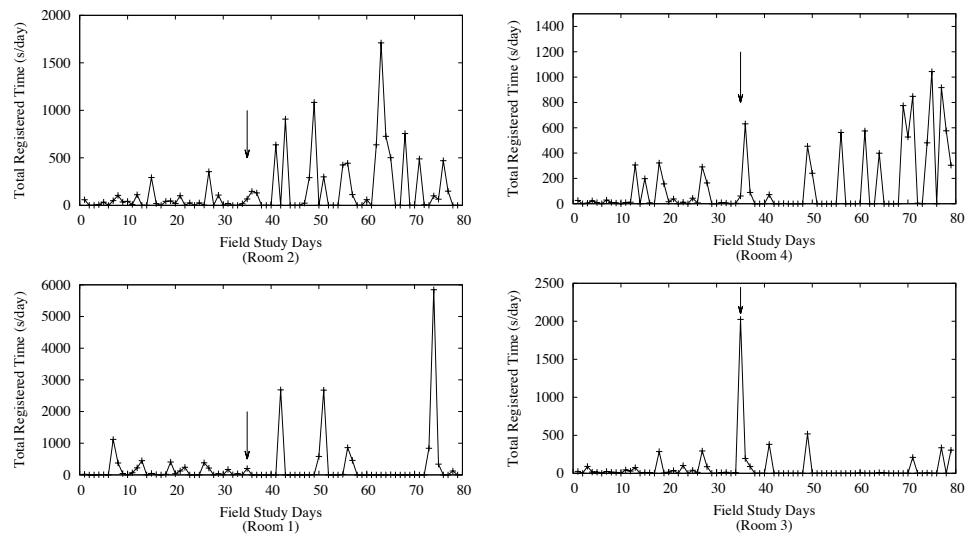 Total Registered Time (s/day)
2000
1500
1000
500
0
0 10 20 30 40 50 60 70 80
Field Study Days
(Room 2)
Total Registered Time (s/day)
1400
1200
1000
800
600
400
200
0
0 10 20 30 40 50 60 70 80
Field Study Days
(Room 4)
Total Registered Time (s/day)
6000
5000
4000
3000
2000
1000
0
0 10 20 30 40 50 60 70 80
Field Study Days
(Room 1)
Total Registered Time (s/day)
2500
2000
1500
1000
500
0
0 10 20 30 40 50 60 70 80
Field Study Days
(Room 3)